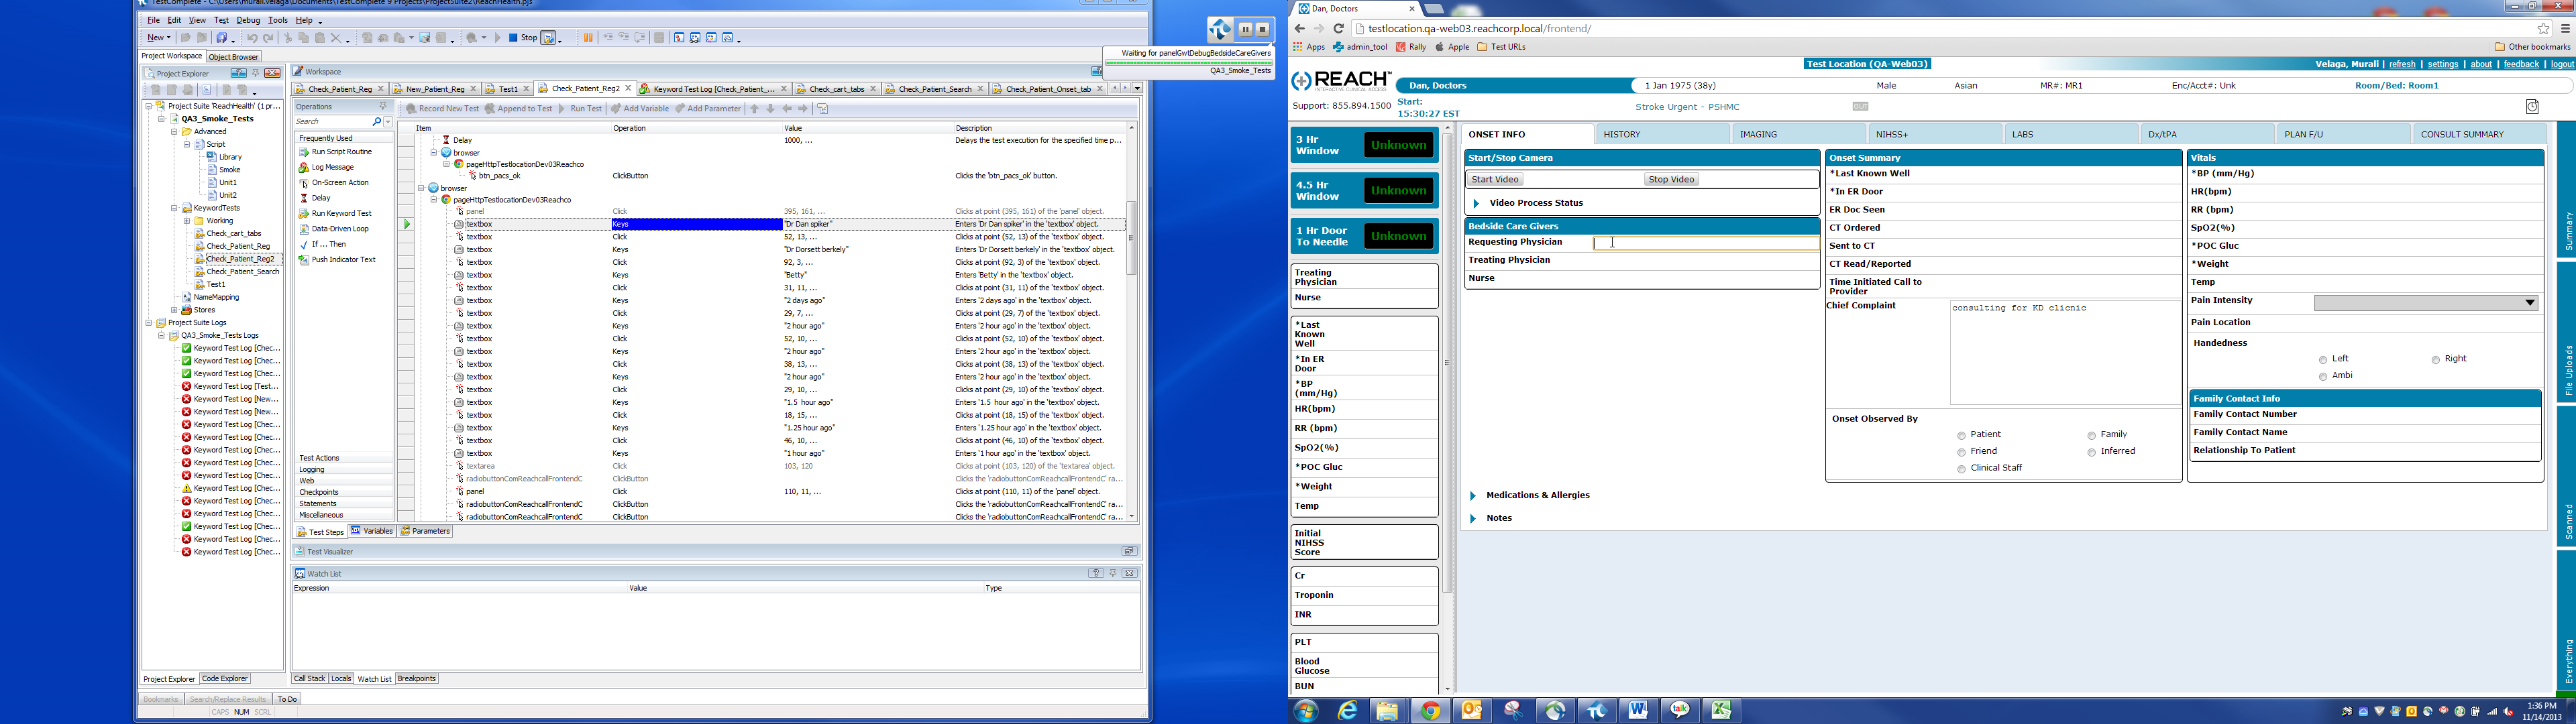 TestComplete - C:\Users\murali.velaga\Documents\TestComplete 9 Projects\ProjectSuite2\ReachHealth.pjs
File Edit View Test Debug Tools Help
New Stop
Project Workspace Object Browser
Project Explorer
Project Suite 'ReachHealth' (1 pr...
QA3_Smoke_Tests
Advanced
Script
Library
Smoke
Unit1
Unit2
KeywordTests
Working
Check_cart_tabs
Check_Patient_Reg
Check_Patient_Reg2
Check_Patient_Search
Test1
NameMapping
Stores
Project Suite Logs
QA3_Smoke_Tests Logs
Keyword Test Log [Chec...
Keyword Test Log [Chec...
Keyword Test Log [Chec...
Keyword Test Log [Test...
Keyword Test Log [New...
Keyword Test Log [New...
Keyword Test Log [Chec...
Keyword Test Log [Chec...
Keyword Test Log [Chec...
Keyword Test Log [Chec...
Keyword Test Log [Chec...
Keyword Test Log [Chec...
Keyword Test Log [Chec...
Keyword Test Log [Chec...
Keyword Test Log [Chec...
Keyword Test Log [Chec...
Keyword Test Log [Chec...
Project Explorer Code Explorer
Bookmarks Search/Replace Results To Do
CAPS NUM SCRL
Workspace
Check_Patient_Reg New_Patient_Reg Test1 Check_Patient_Reg2 Keyword Test Log [Check_Patient_... Check_cart_tabs Check_Patient_Search Check_Patient_Onset_tab
Operations
Search
Frequently Used
Run Script Routine
Log Message
On-Screen Action
Delay
Run Keyword Test
Data-Driven Loop
If ... Then
Push Indicator Text
Test Actions
Logging
Web
Checkpoints
Statements
Miscellaneous
Record New Test Append to Test Run Test Add Variable Add Parameter
Item Operation Value Description
Delay 1000, ... Delays the test execution for the specified time p...
browser
pageHttpTestlocationDev03Reachco
btn_pacs_ok ClickButton Clicks the 'btn_pacs_ok' button.
browser
pageHttpTestlocationDev03Reachco
panel Click 395, 161, ... Clicks at point (395, 161) of the 'panel' object.
textbox Keys "Dr Dan spiker" Enters 'Dr Dan spiker' in the 'textbox' object.
textbox Click 52, 13, ... Clicks at point (52, 13) of the 'textbox' object.
textbox Keys "Dr Dorsett berkely" Enters 'Dr Dorsett berkely' in the 'textbox' object.
textbox Click 92, 3, ... Clicks at point (92, 3) of the 'textbox' object.
textbox Keys "Betty" Enters 'Betty' in the 'textbox' object.
textbox Click 31, 11, ... Clicks at point (31, 11) of the 'textbox' object.
textbox Keys "2 days ago" Enters '2 days ago' in the 'textbox' object.
textbox Click 29, 7, ... Clicks at point (29, 7) of the 'textbox' object.
textbox Keys "2 hour ago" Enters '2 hour ago' in the 'textbox' object.
textbox Click 52, 10, ... Clicks at point (52, 10) of the 'textbox' object.
textbox Keys "2 hour ago" Enters '2 hour ago' in the 'textbox' object.
textbox Click 38, 13, ... Clicks at point (38, 13) of the 'textbox' object.
textbox Keys "2 hour ago" Enters '2 hour ago' in the 'textbox' object.
textbox Click 29, 10, ... Clicks at point (29, 10) of the 'textbox' object.
textbox Keys "1.5 hour ago" Enters '1.5 hour ago' in the 'textbox' object.
textbox Click 18, 15, ... Clicks at point (18, 15) of the 'textbox' object.
textbox Keys "1.25 hour ago" Enters '1.25 hour ago' in the 'textbox' object.
textbox Click 46, 10, ... Clicks at point (46, 10) of the 'textbox' object.
textbox Keys "1 hour ago" Enters '1 hour ago' in the 'textbox' object.
textarea Click 103, 120 Clicks at point (103, 120) of the 'textarea' object.
radiobuttonComReachcallFrontendC ClickButton Clicks the 'radiobuttonComReachcallFrontendC' ra...
panel Click 110, 11, ... Clicks at point (110, 11) of the 'panel' object.
radiobuttonComReachcallFrontendC ClickButton Clicks the 'radiobuttonComReachcallFrontendC' ra...
radiobuttonComReachcallFrontendC ClickButton Clicks the 'radiobuttonComReachcallFrontendC' ra...
Test Steps Variables Parameters
Test Visualizer
Watch List
Expression Value Type
Call Stack Locals Watch List Breakpoints
Waiting for panelGwtDebugBedsideCareGivers
QA3_Smoke_Tests
Dan, Doctors
testlocation.qa-web03.reachcorp.local/frontend/
Apps admin_tool Rally Apple Test URLs Other bookmarks
Test Location (QA-Web03) Velaga, Murali | refresh | settings | about | feedback | logout
REACH
INTERACTIVE CLINICAL ACCESS
Dan, Doctors 1 Jan 1975 (38y) Male Asian MR#: MR1 Enc/Acct#: Unk Room/Bed: Room1
Support: 855.894.1500 Start:
15:30:27 EST
Stroke Urgent - PSHMC OUT
3 Hr
Window Unknown
4.5 Hr
Window Unknown
1 Hr Door
To Needle Unknown
Treating
Physician
Nurse
*Last
Known
Well
*In ER
Door
*BP
(mm/Hg)
HR(bpm)
RR (bpm)
SpO2(%)
*POC Gluc
*Weight
Temp
Initial
NIHSS
Score
Cr
Troponin
INR
PLT
Blood
Glucose
BUN
ONSET INFO HISTORY IMAGING NIHSS+ LABS Dx/tPA PLAN F/U CONSULT SUMMARY
Start/Stop Camera
Start Video Stop Video
Video Process Status
Bedside Care Givers
Requesting Physician
Treating Physician
Nurse
Medications & Allergies
Notes
Onset Summary
*Last Known Well
*In ER Door
ER Doc Seen
CT Ordered
Sent to CT
CT Read/Reported
Time Initiated Call to
Provider
Chief Complaint consulting for KD clicnic
Onset Observed By
Patient Family
Friend Inferred
Clinical Staff
Vitals
*BP (mm/Hg)
HR(bpm)
RR (bpm)
SpO2(%)
*POC Gluc
*Weight
Temp
Pain Intensity
Pain Location
Handedness
Left Right
Ambi
Family Contact Info
Family Contact Number
Family Contact Name
Relationship To Patient
Summary
File Uploads
Scanned
Everything
talk
1:36 PM
11/14/2013